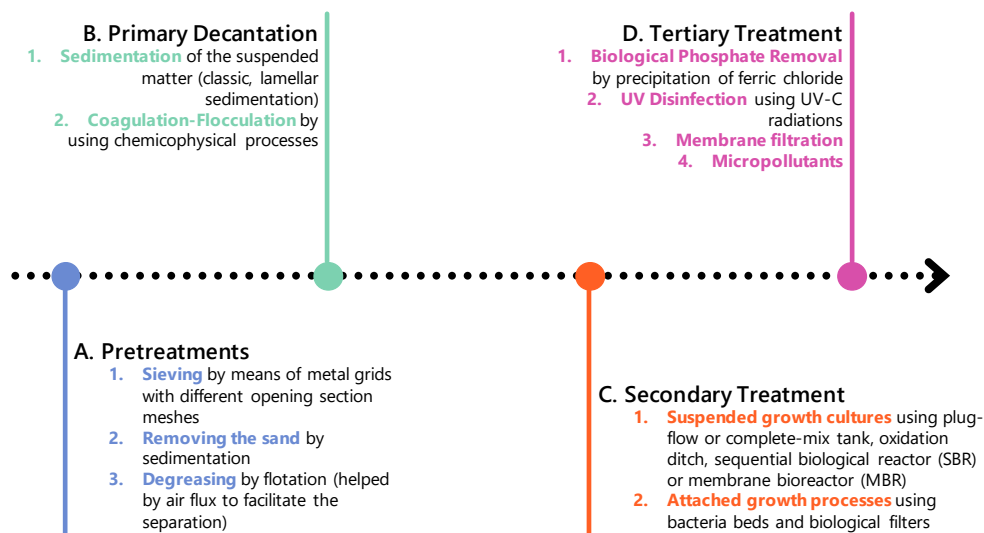 B. Primary Decantation
1. Sedimentation of the suspended
matter (classic, lamellar
sedimentation)
2. Coagulation-Flocculation by
using chemicophysical processes
D. Tertiary Treatment
1. Biological Phosphate Removal
by precipitation of ferric chloride
2. UV Disinfection using UV-C
radiations
3. Membrane filtration
4. Micropollutants
A. Pretreatments
1. Sieving by means of metal grids
with different opening section
meshes
2. Removing the sand by
sedimentation
3. Degreasing by flotation (helped
by air flux to facilitate the
separation)
C. Secondary Treatment
1. Suspended growth cultures using plug-
flow or complete-mix tank, oxidation
ditch, sequential biological reactor (SBR)
or membrane bioreactor (MBR)
2. Attached growth processes using
bacteria beds and biological filters